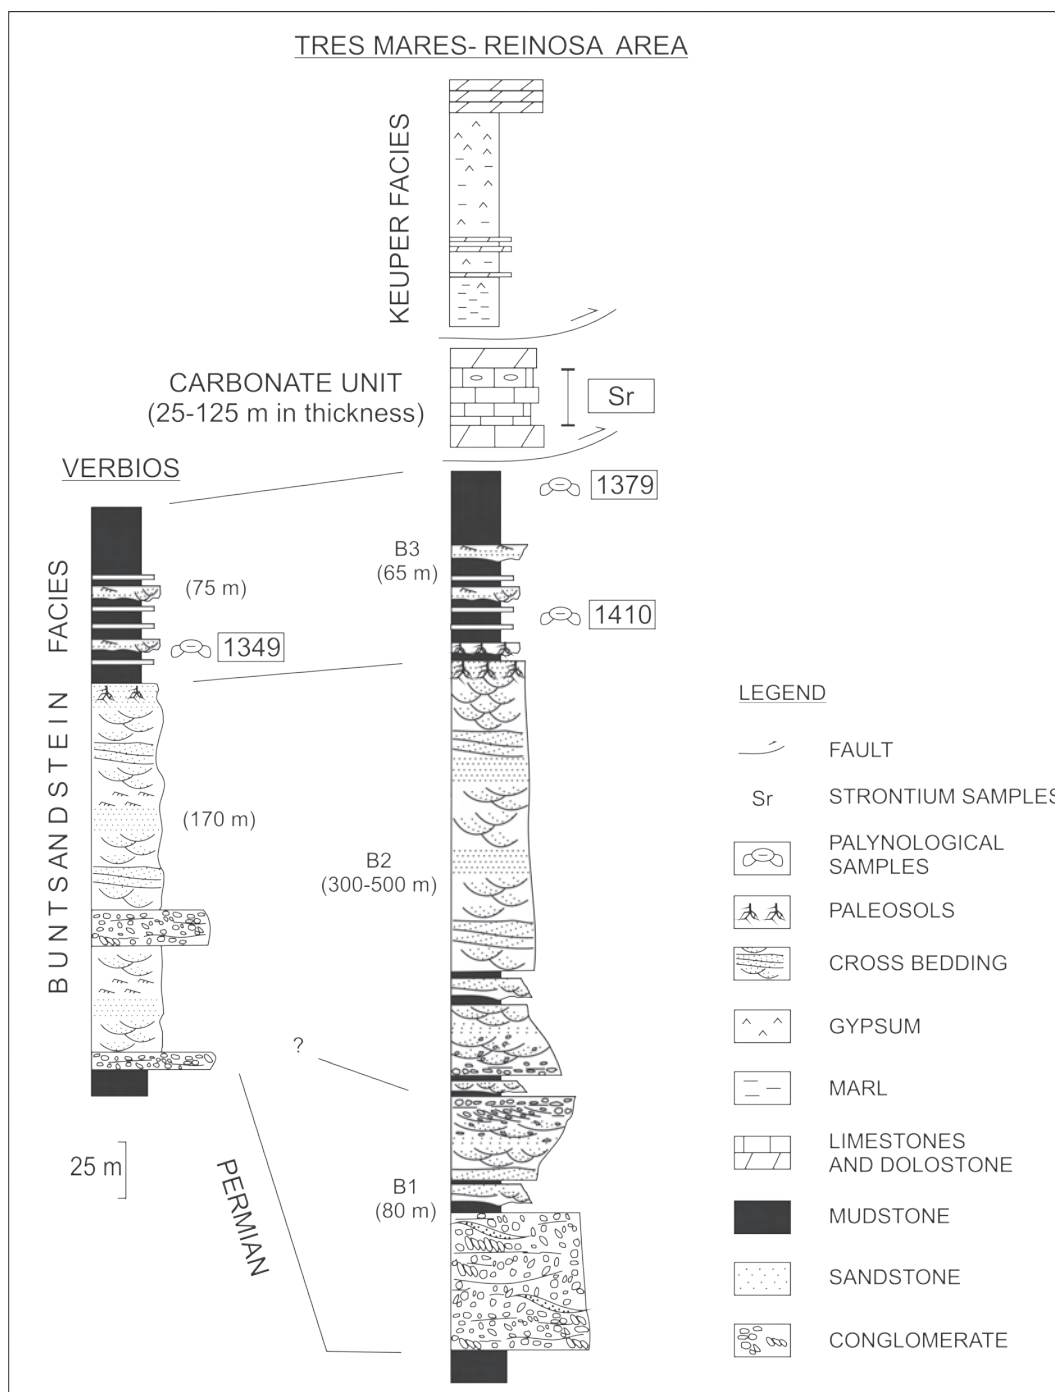 TRES MARES- REINOSA AREA
KEUPER FACIES
CARBONATE UNIT
(25-125 m in thickness)
Sr
VERBIOS
1379
B3
(65 m)
(75 m)
1410
1349
BUNTSANDSTEIN FACIES
(170 m)
B2
(300-500 m)
?
25 m
PERMIAN
B1
(80 m)
LEGEND
FAULT
Sr STRONTIUM SAMPLES
PALYNOLOGICAL
SAMPLES
PALEOSOLS
CROSS BEDDING
GYPSUM
MARL
LIMESTONES
AND DOLOSTONE
MUDSTONE
SANDSTONE
CONGLOMERATE